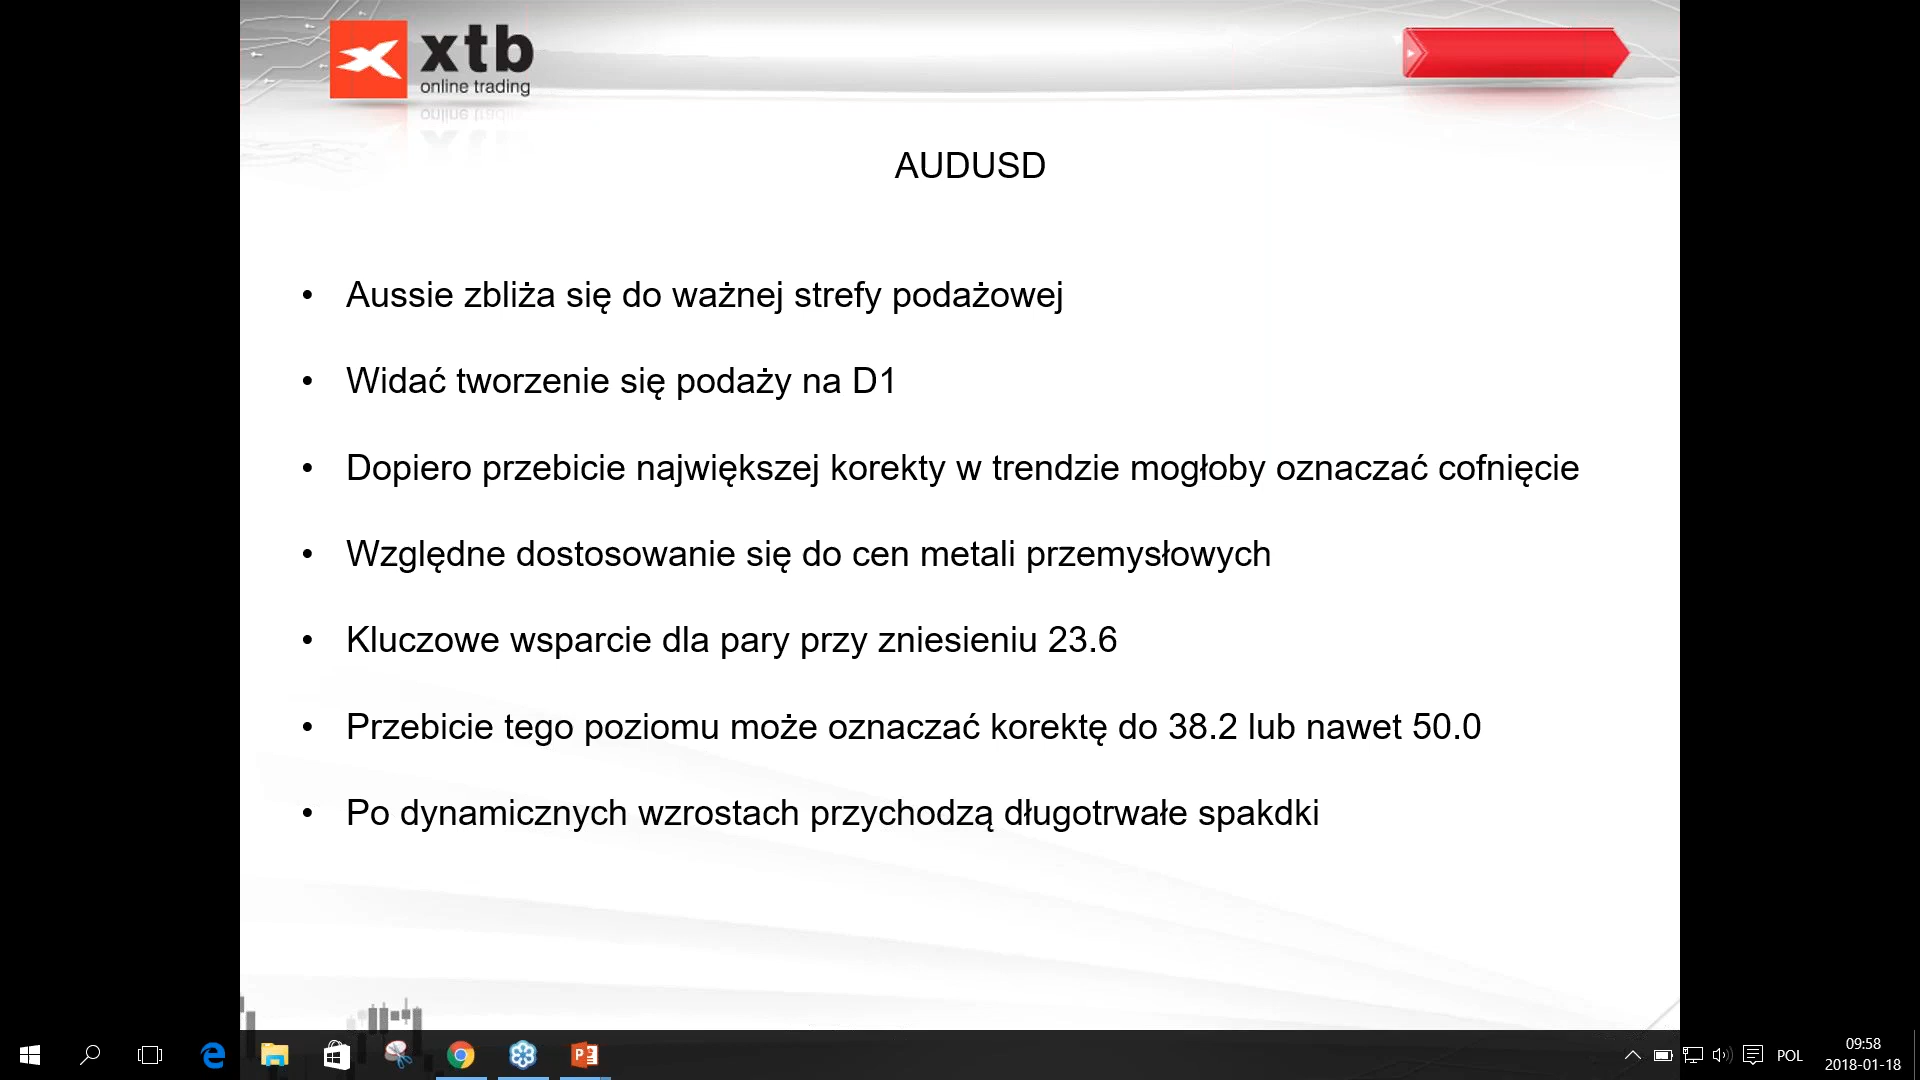 xtb
online trading
AUDUSD
• Aussie zbliża się do ważnej strefy podażowej
• Widać tworzenie się podaży na D1
• Dopiero przebicie największej korekty w trendzie mogłoby oznaczać cofnięcie
• Względne dostosowanie się do cen metali przemysłowych
• Kluczowe wsparcie dla pary przy zniesieniu 23.6
• Przebicie tego poziomu może oznaczać korektę do 38.2 lub nawet 50.0
• Po dynamicznych wzrostach przychodzą długotrwałe spakdki
POL
09:58
2018-01-18